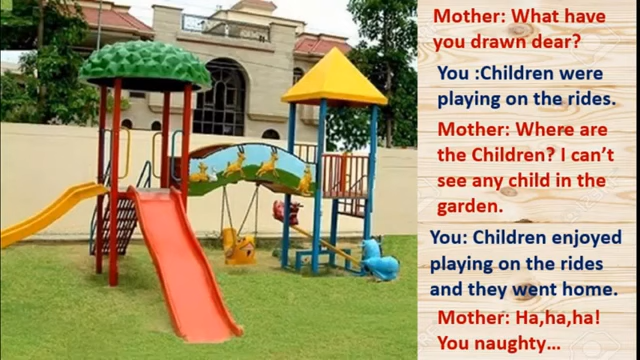 Mother: What have
you drawn dear?
You :Children were
playing on the rides.
Mother: Where are
the Children? I can't
see any child in the
garden.
You: Children enjoyed
playing on the rides
and they went home.
Mother: Ha,ha,ha!
You naughty...